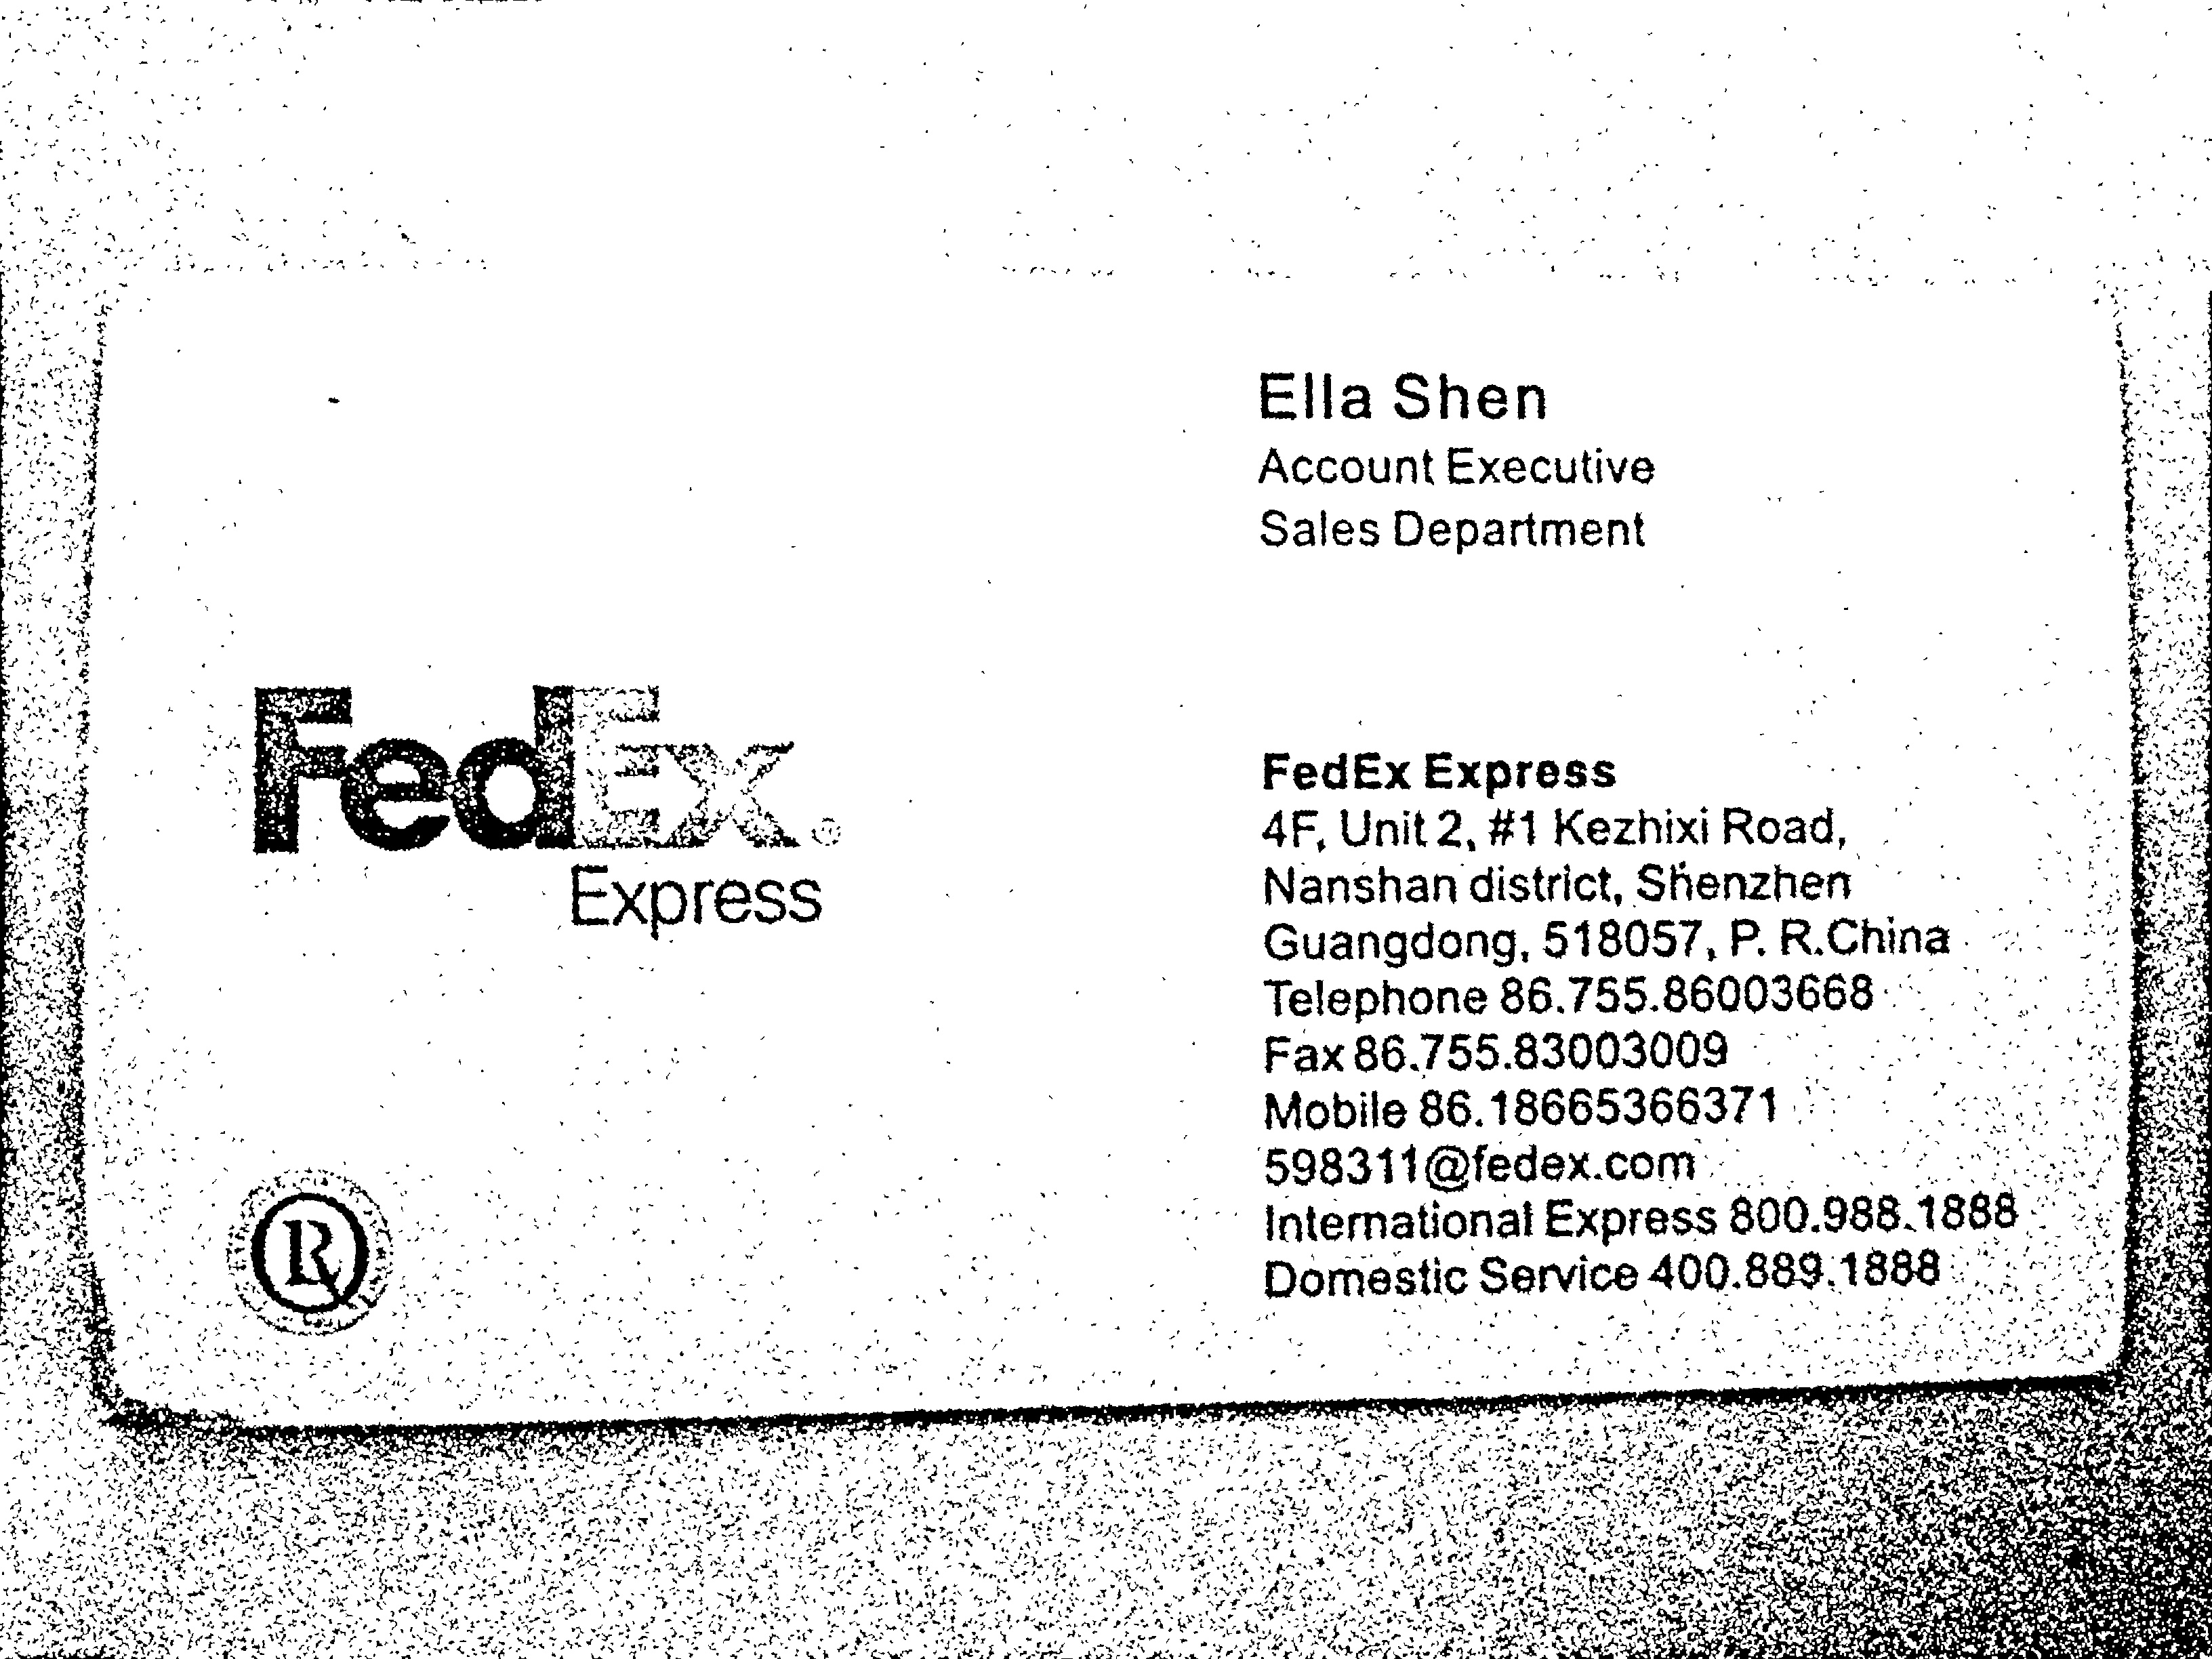 Ella Shen
Account Executive
Sales Department
FedEx®
Express
FedEx Express
4F, Unit 2, #1 Kezhixi Road,
Nanshan district, Shenzhen
Guangdong, 518057, P. R.China
Telephone 86.755.86003668
Fax 86.755.83003009
Mobile 86.18665366371
598311@fedex.com
International Express 800.988.1888
Domestic Service 400.889.1888
R